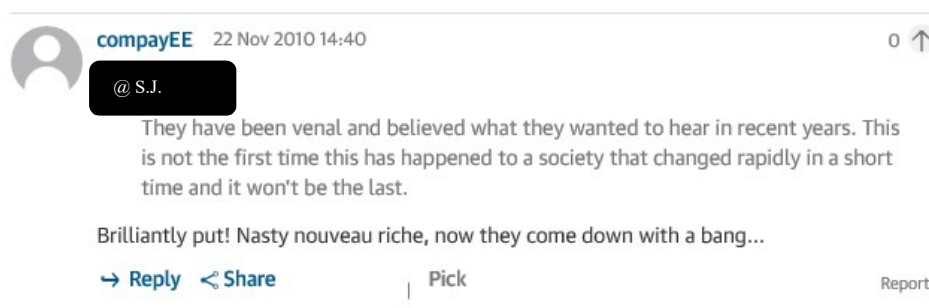 compayEE 22 Nov 2010 14:40 0
@ S.J.
They have been venal and believed what they wanted to hear in recent years. This
is not the first time this has happened to a society that changed rapidly in a short
time and it won't be the last.
Brilliantly put! Nasty nouveau riche, now they come down with a bang...
Reply Share | Pick Report